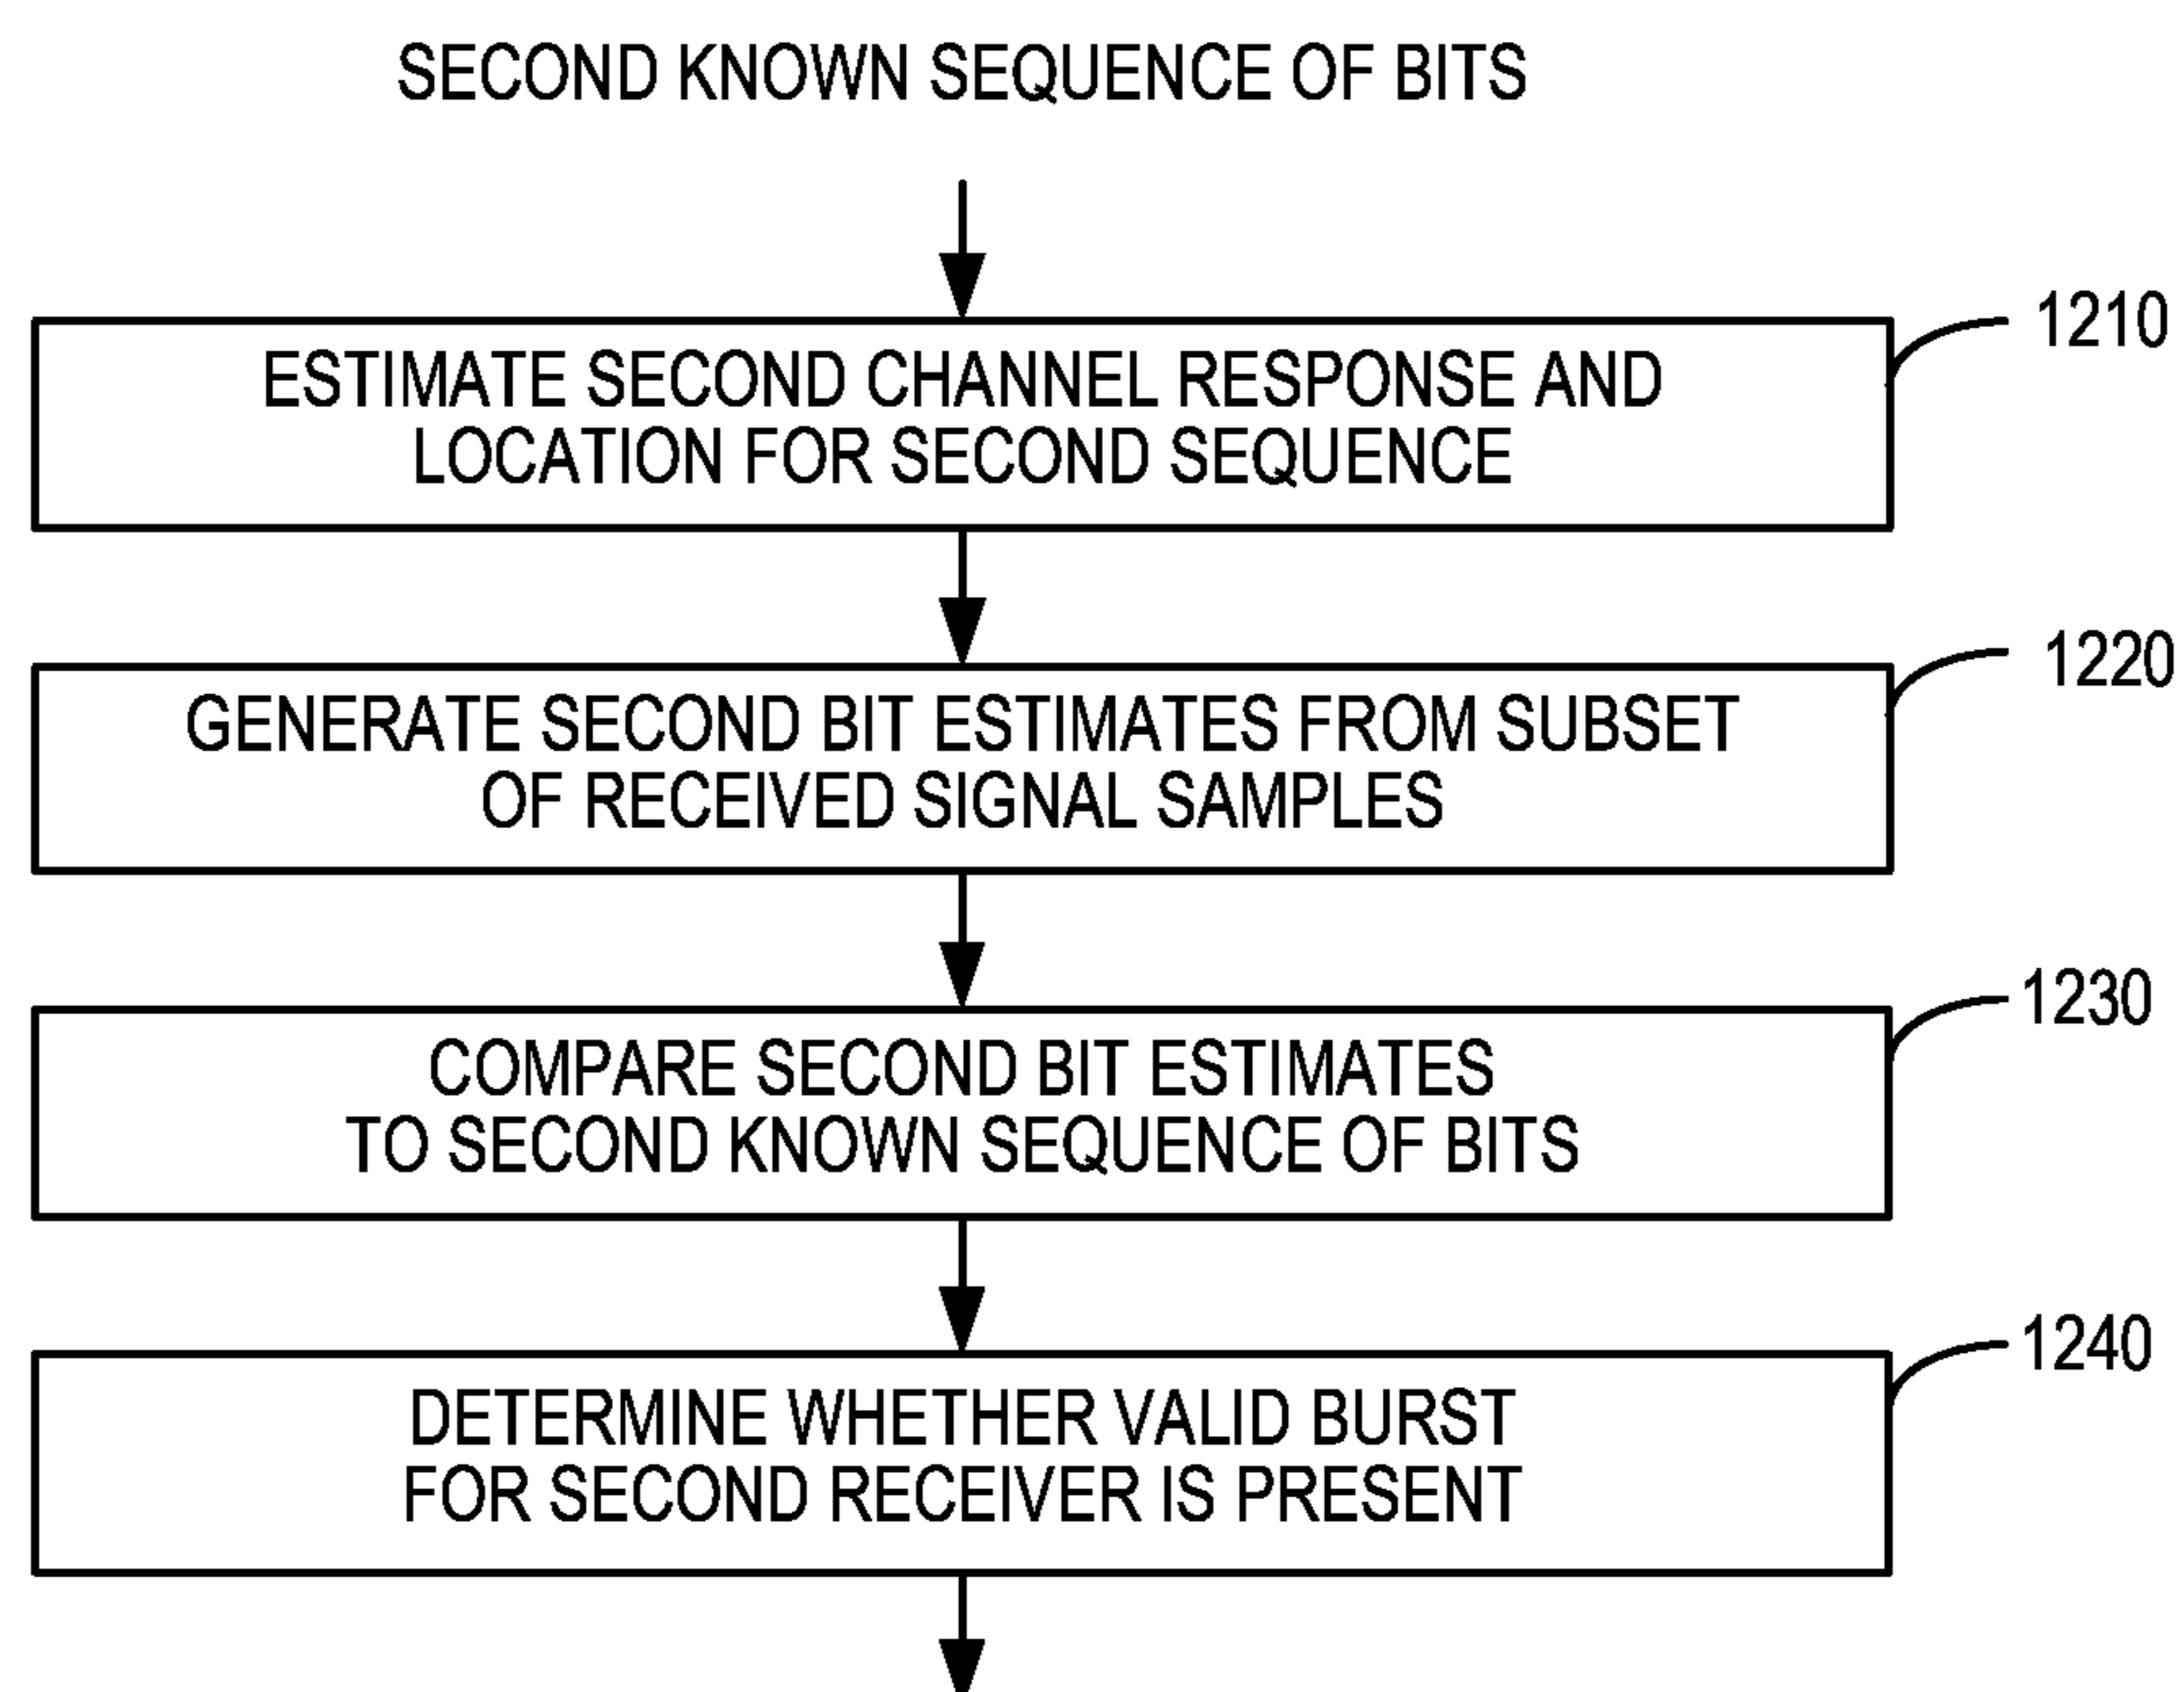 SECOND KNOWN SEQUENCE OF BITS
1210
ESTIMATE SECOND CHANNEL RESPONSE AND
LOCATION FOR SECOND SEQUENCE
1220
GENERATE SECOND BIT ESTIMATES FROM SUBSET
OF RECEIVED SIGNAL SAMPLES
1230
COMPARE SECOND BIT ESTIMATES
TO SECOND KNOWN SEQUENCE OF BITS
1240
DETERMINE WHETHER VALID BURST
FOR SECOND RECEIVER IS PRESENT